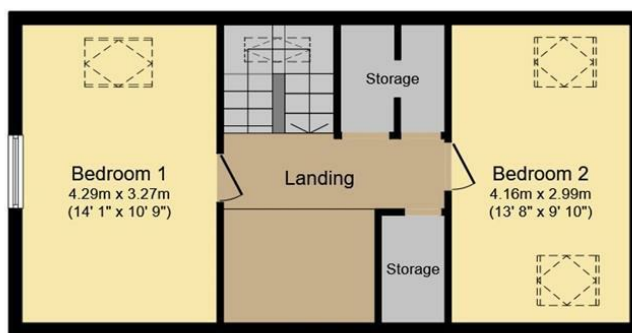 Storage
Bedroom 1
4.29m x 3.27m
(14' 1" x 10' 9")
Landing
Bedroom 2
4.16m x 2.99m
(13' 8" x 9' 10")
Storage